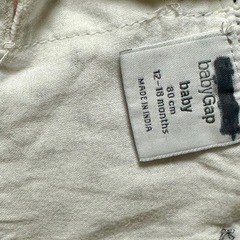 babyGap
baby
80 cm
12-18 months
MADE IN INDIA